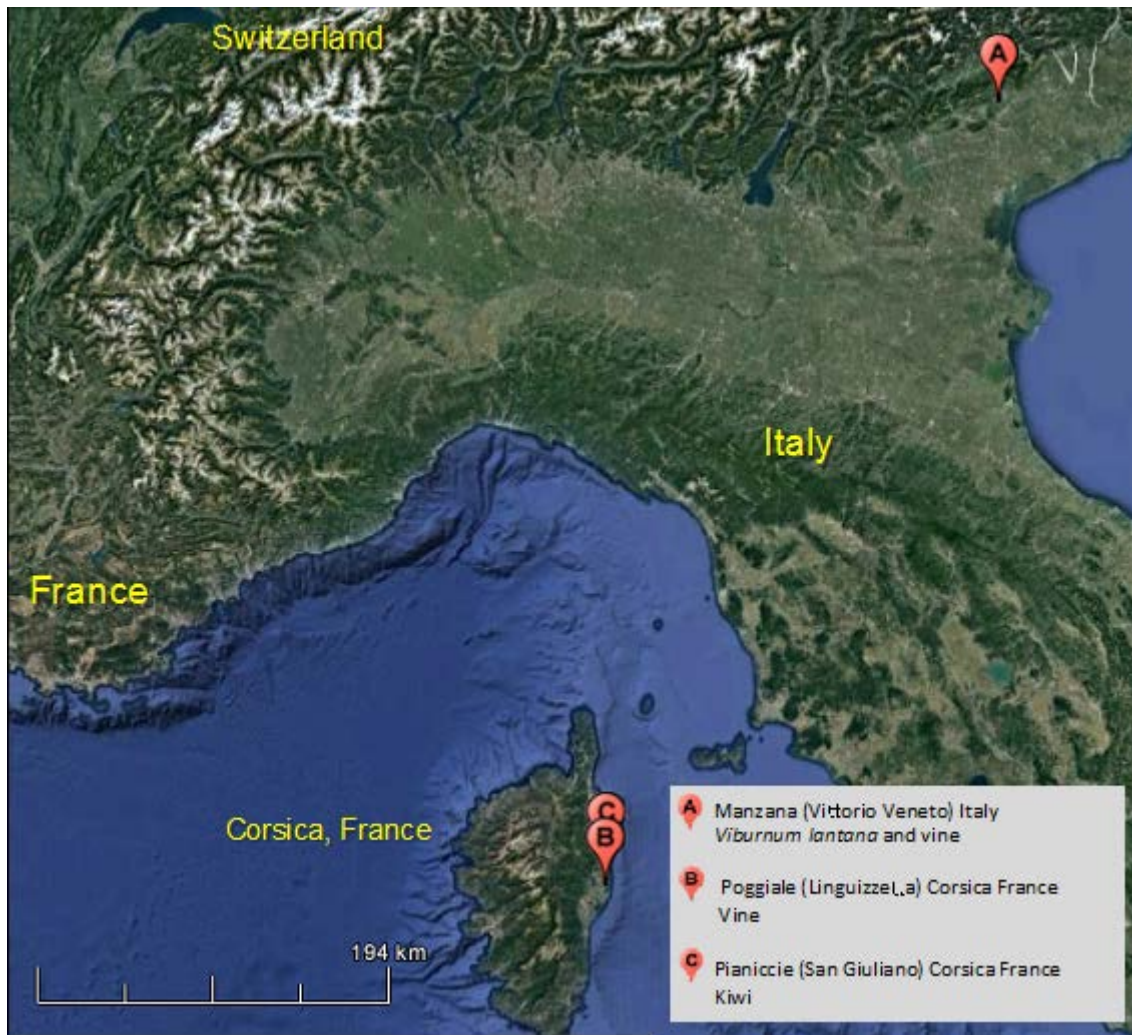 Switzerland
A
Italy
France
Corsica, France
C
B
194 km
A Manzana (Vittorio Veneto) Italy
Viburnum lantana and vine
B Poggiale (Linguizzella) Corsica France
Vine
C Pianiccie (San Giuliano) Corsica France
Kiwi